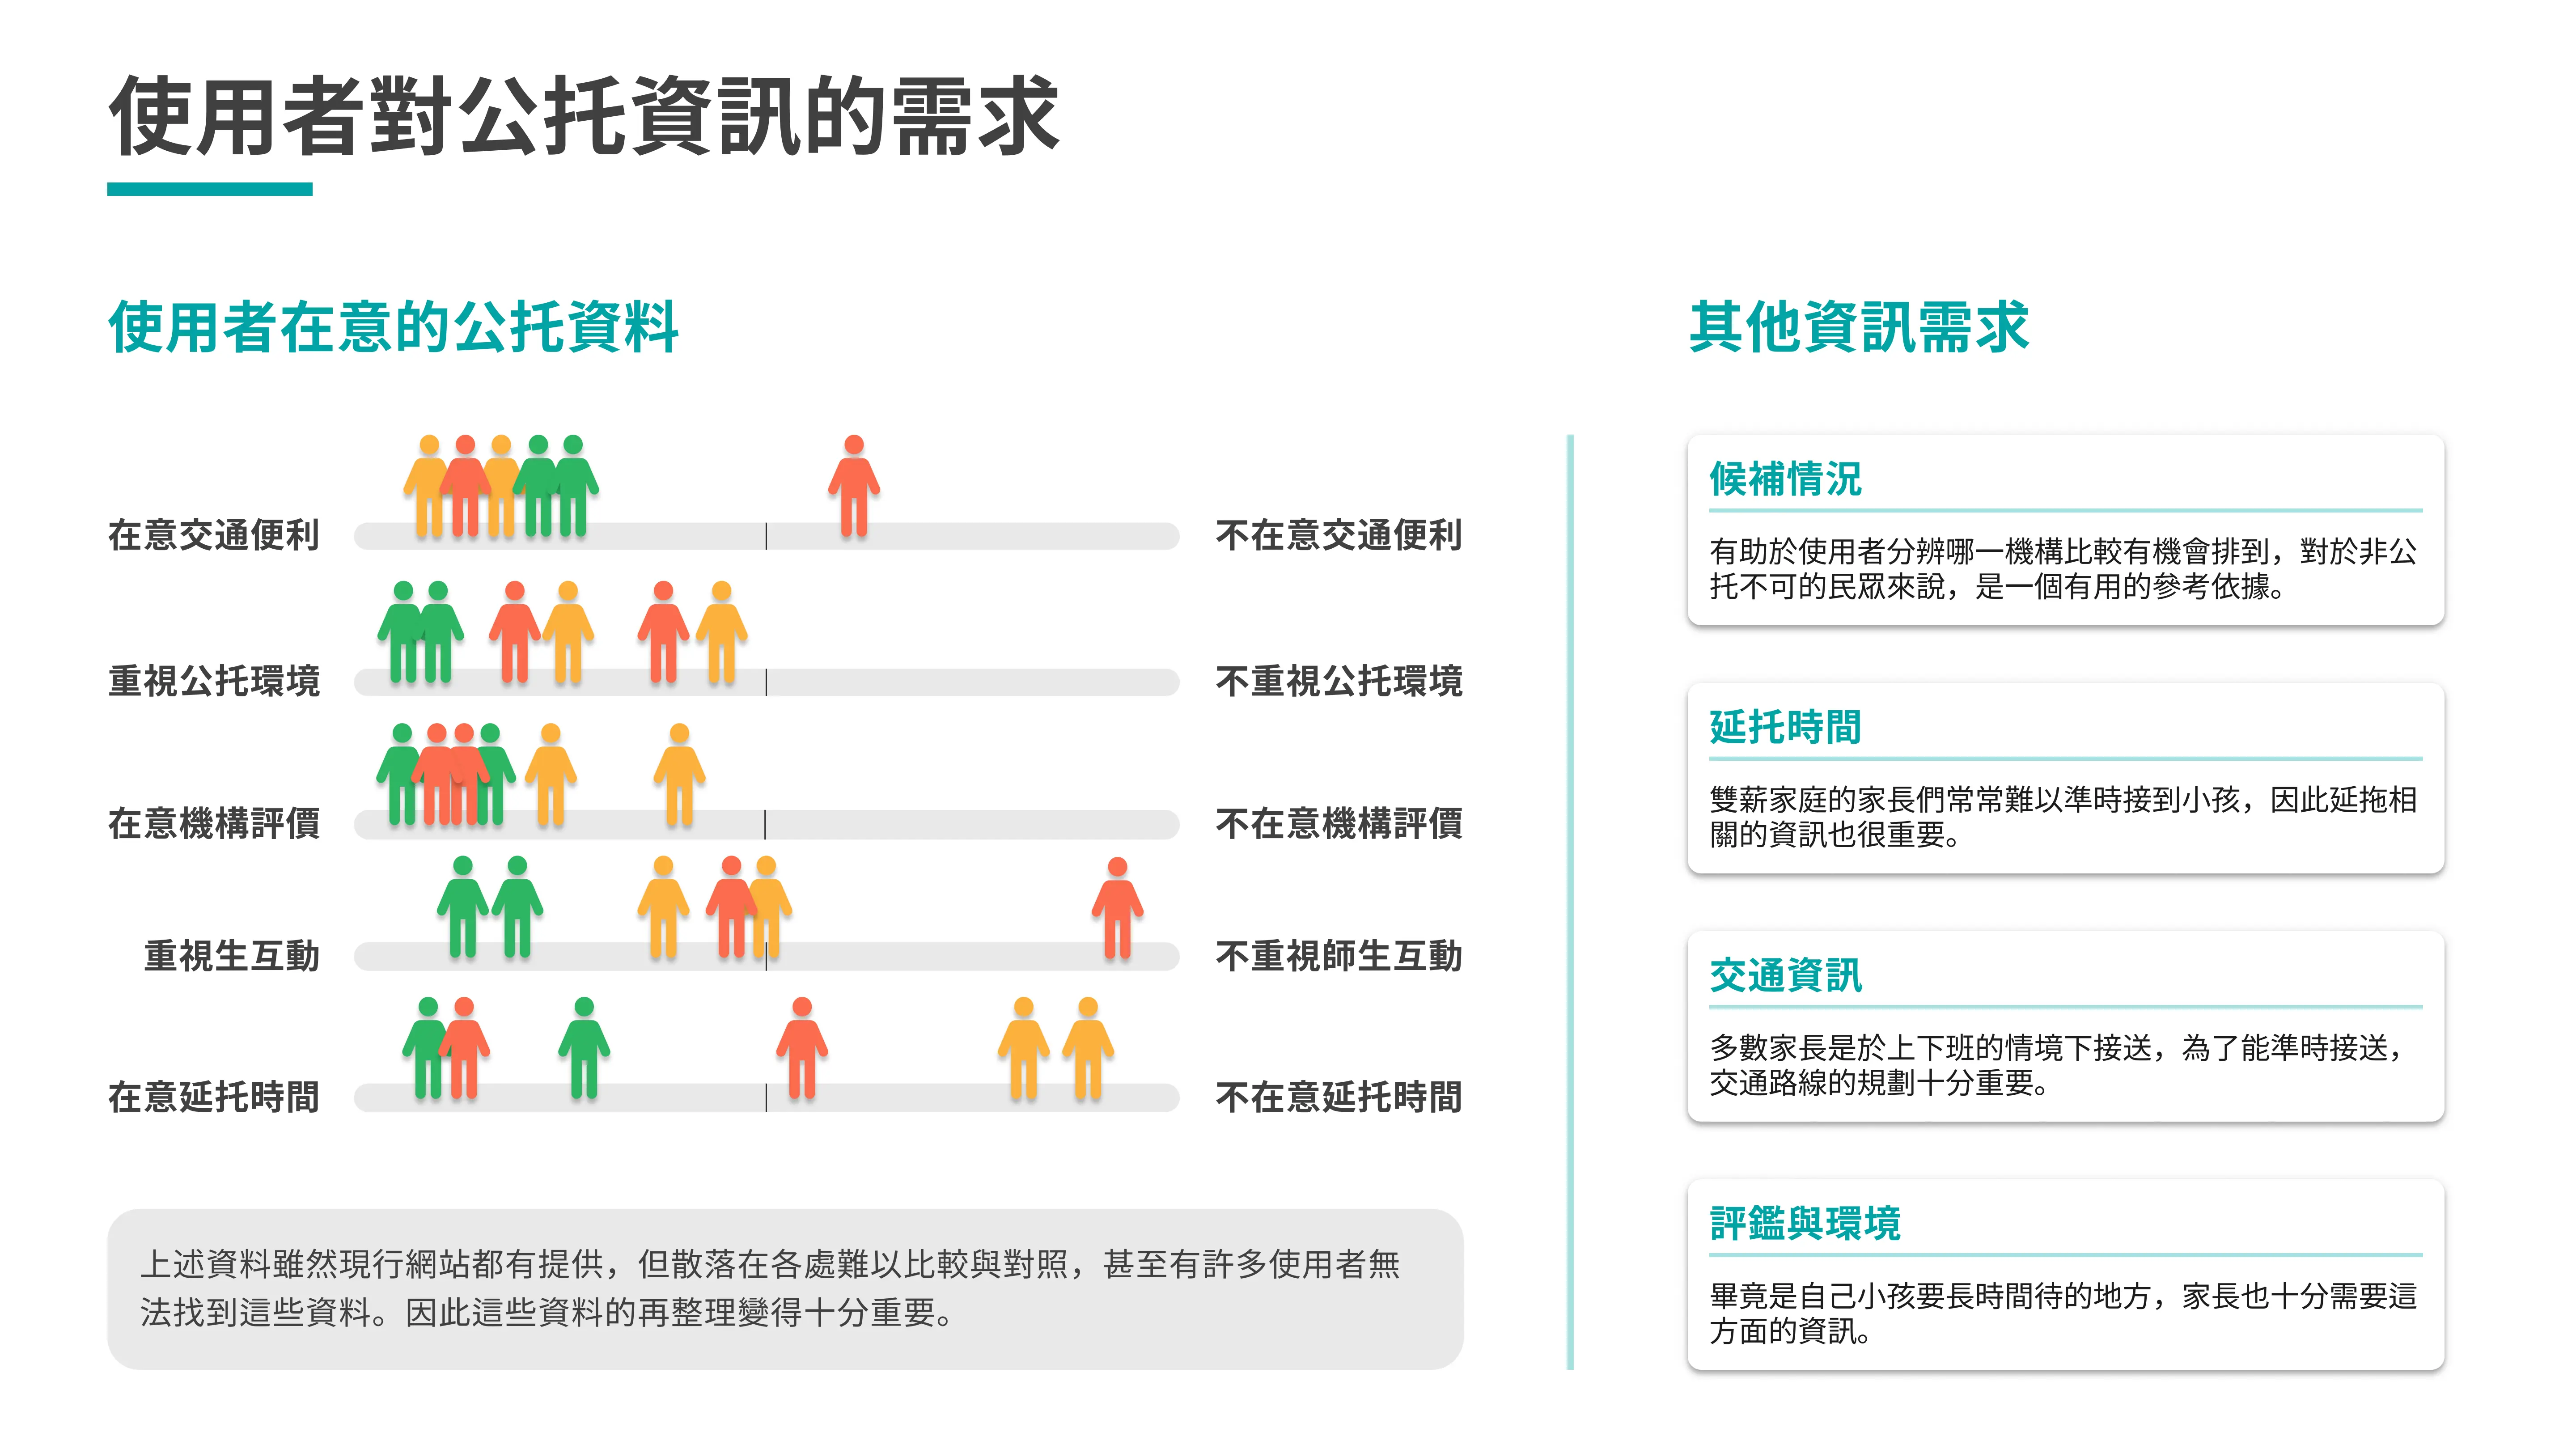 使用者對公托資訊的需求
使用者在意的公托資料
在意交通便利
不在意交通便利
重視公托環境
不重視公托環境
在意機構評價
不在意機構評價
重視生互動
不重視師生互動
在意延托時間
不在意延托時間
上述資料雖然現行網站都有提供，但散落在各處難以比較與對照，甚至有許多使用者無
法找到這些資料。因此這些資料的再整理變得十分重要。
其他資訊需求
候補情況
有助於使用者分辨哪一機構比較有機會排到，對於非公
托不可的民眾來說，是一個有用的參考依據。
延托時間
雙薪家庭的家長們常常難以準時接到小孩，因此延拖相
關的資訊也很重要。
交通資訊
多數家長是於上下班的情境下接送，為了能準時接送，
交通路線的規劃十分重要。
評鑑與環境
畢竟是自己小孩要長時間待的地方，家長也十分需要這
方面的資訊。